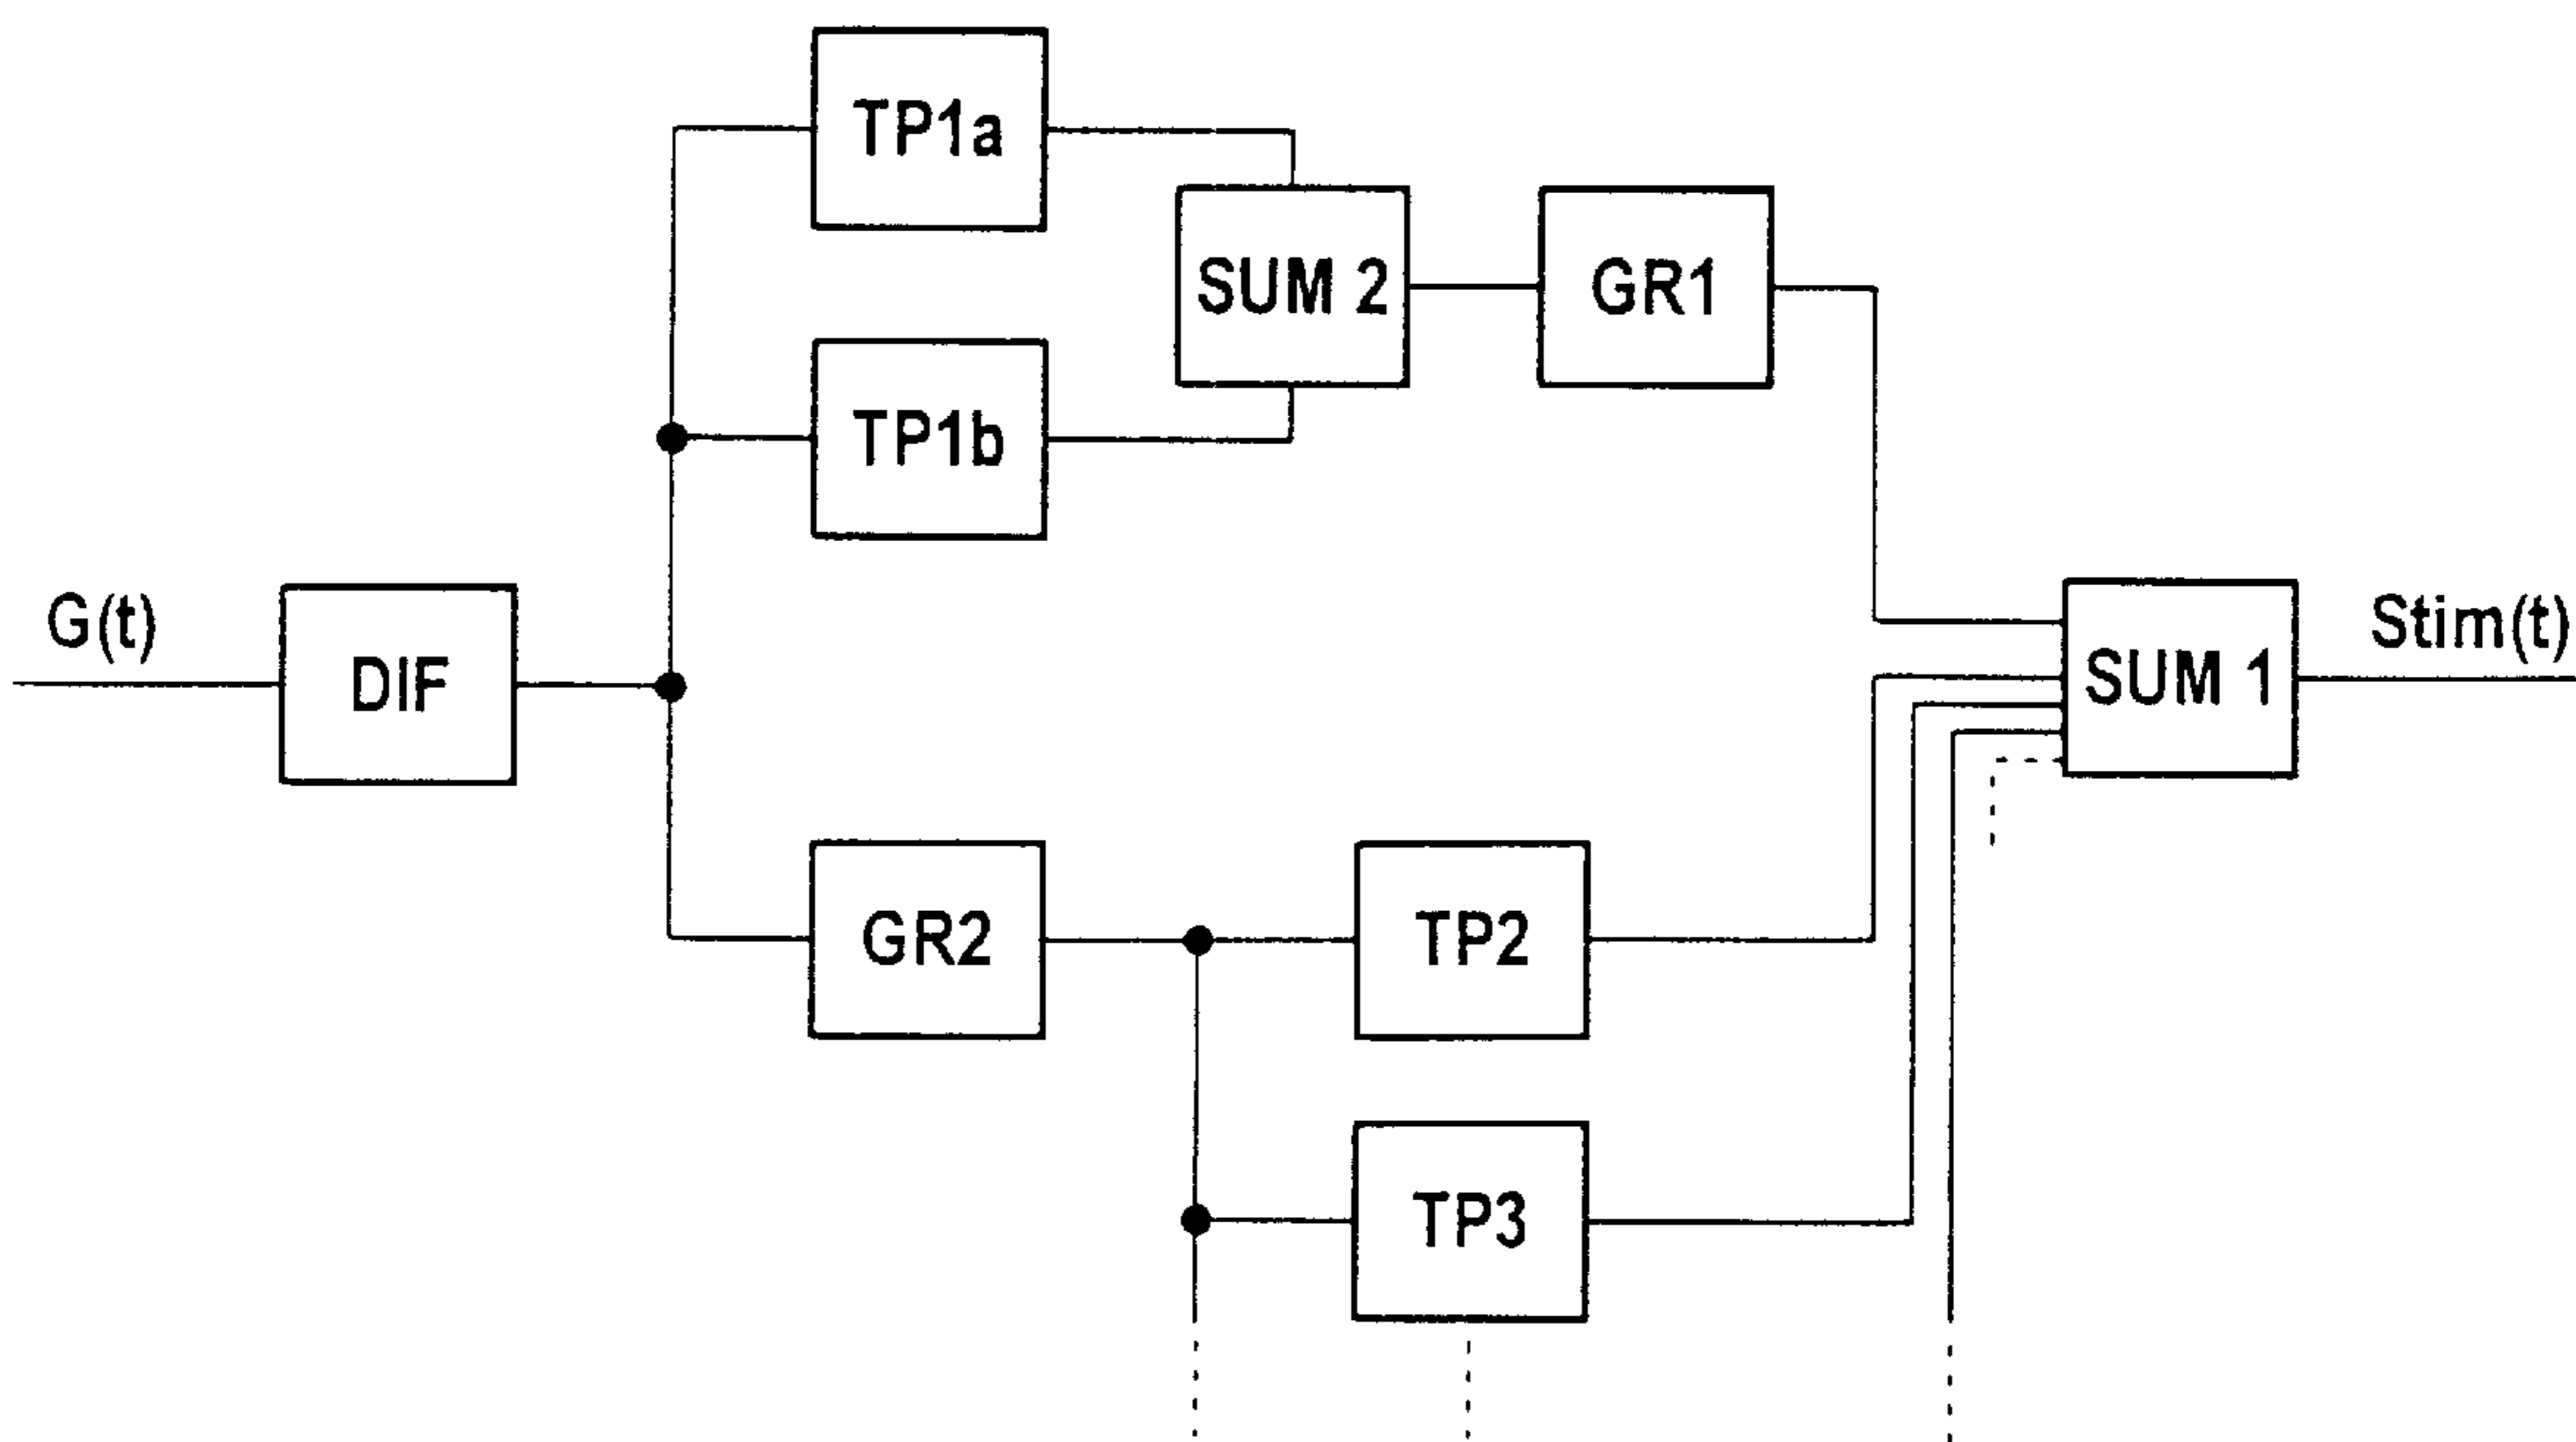 TP1a
SUM 2
GR1
TP1b
G(t)
DIF
SUM 1
Stim(t)
GR2
TP2
TP3